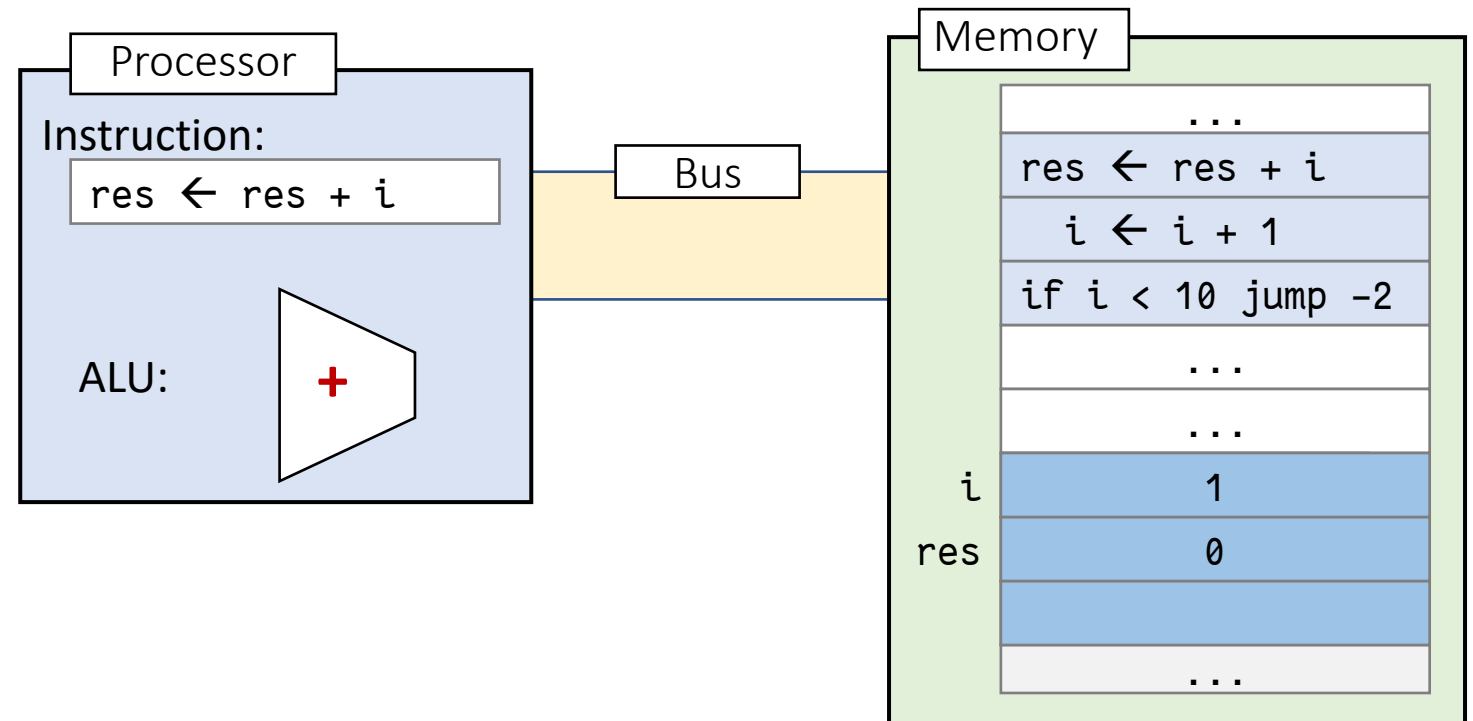 Processor
Instruction:
res ← res + i
ALU:
+
Bus
Memory
...
res ← res + i
i ← i + 1
if i < 10 jump –2
...
...
i 1
res 0
...